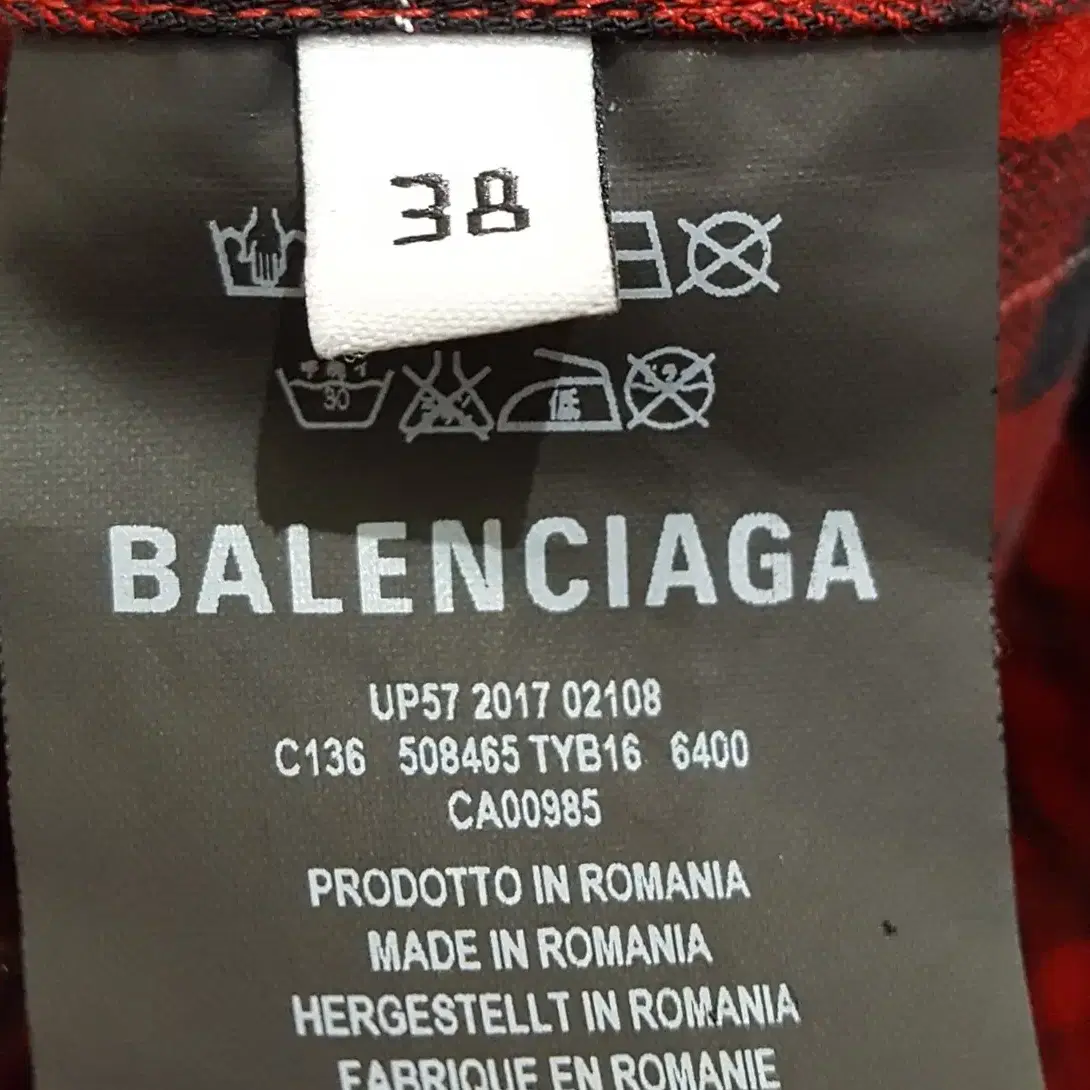 38
30
BALENCIAGA
UP57 2017 02108
C136 508465 TYB16 6400
CA00985
PRODOTTO IN ROMANIA
MADE IN ROMANIA
HERGESTELLT IN ROMANIA
FABRIQUE EN ROMANIE